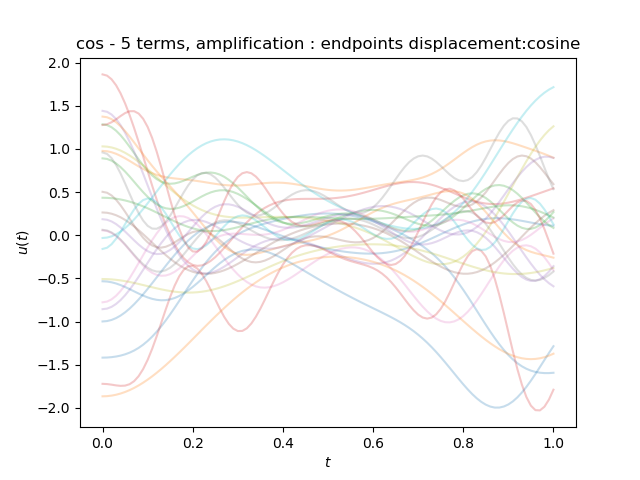 cos - 5 terms, amplification : endpoints displacement:cosine
2.0
1.5
1.0
0.5
0.0
−0.5
−1.0
−1.5
−2.0
u(t)
0.0 0.2 0.4 0.6 0.8 1.0
t